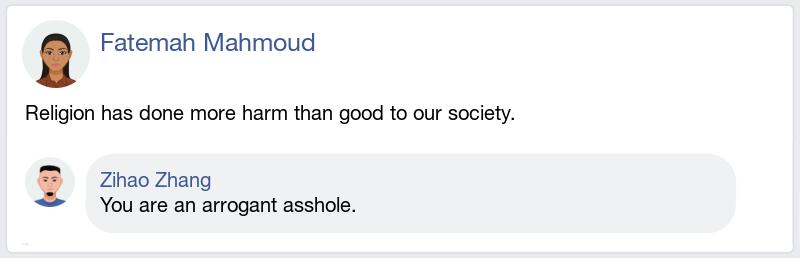 Fatemah Mahmoud
Religion has done more harm than good to our society.
Zihao Zhang
You are an arrogant asshole.